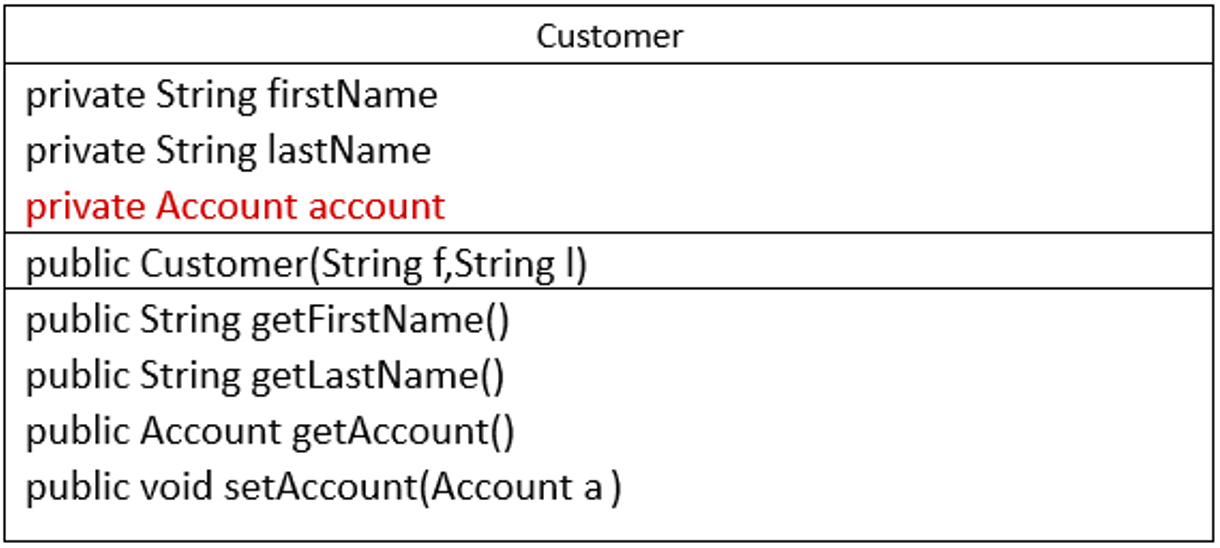 Customer
private String firstName
private String lastName
private Account account
public Customer(String f,String l)
public String getFirstName()
public String getLastName()
public Account getAccount()
public void setAccount(Account a )